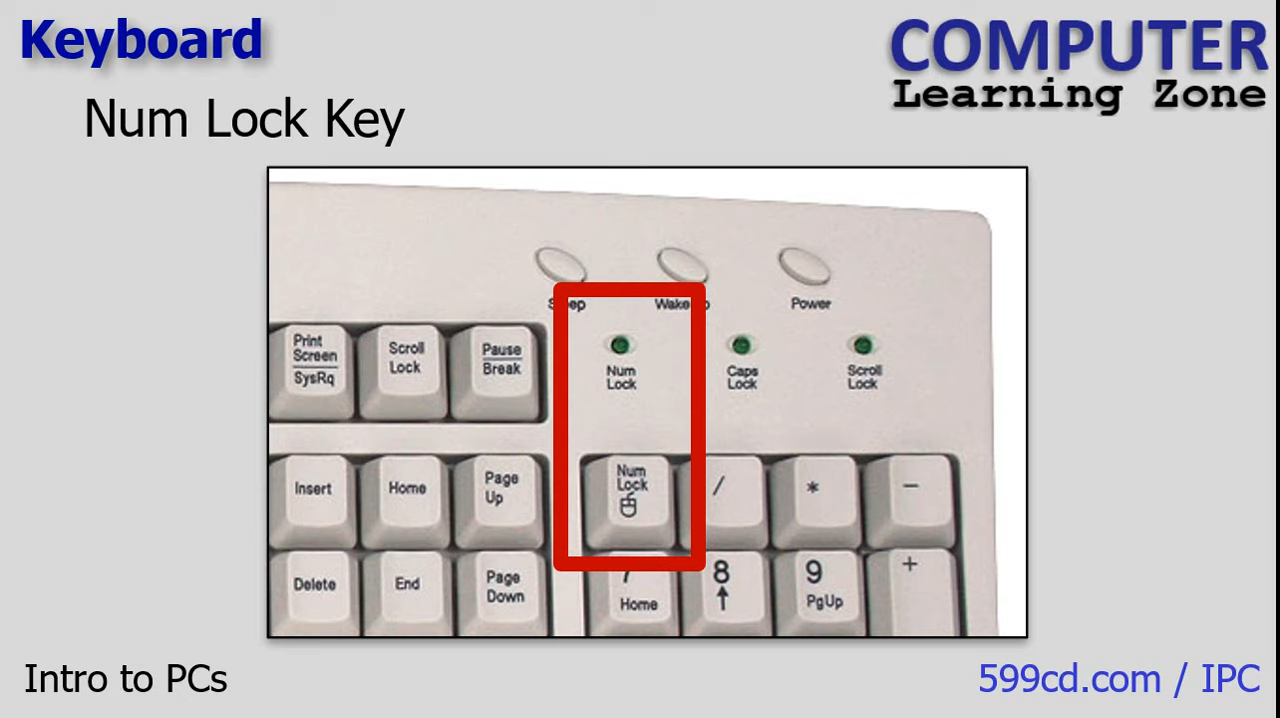 Keyboard
COMPUTER
Learning Zone
Num Lock Key
Power
Num
Lock
Caps
Lock
Scroll
Lock
Print
Screen
SysRq
Scroll
Lock
Pause
Break
Insert
Home
Page
Up
Num
Lock
/
*
-
Delete
End
Page
Down
7
Home
8
↑
9
PgUp
+
Intro to PCs
599cd.com / IPC